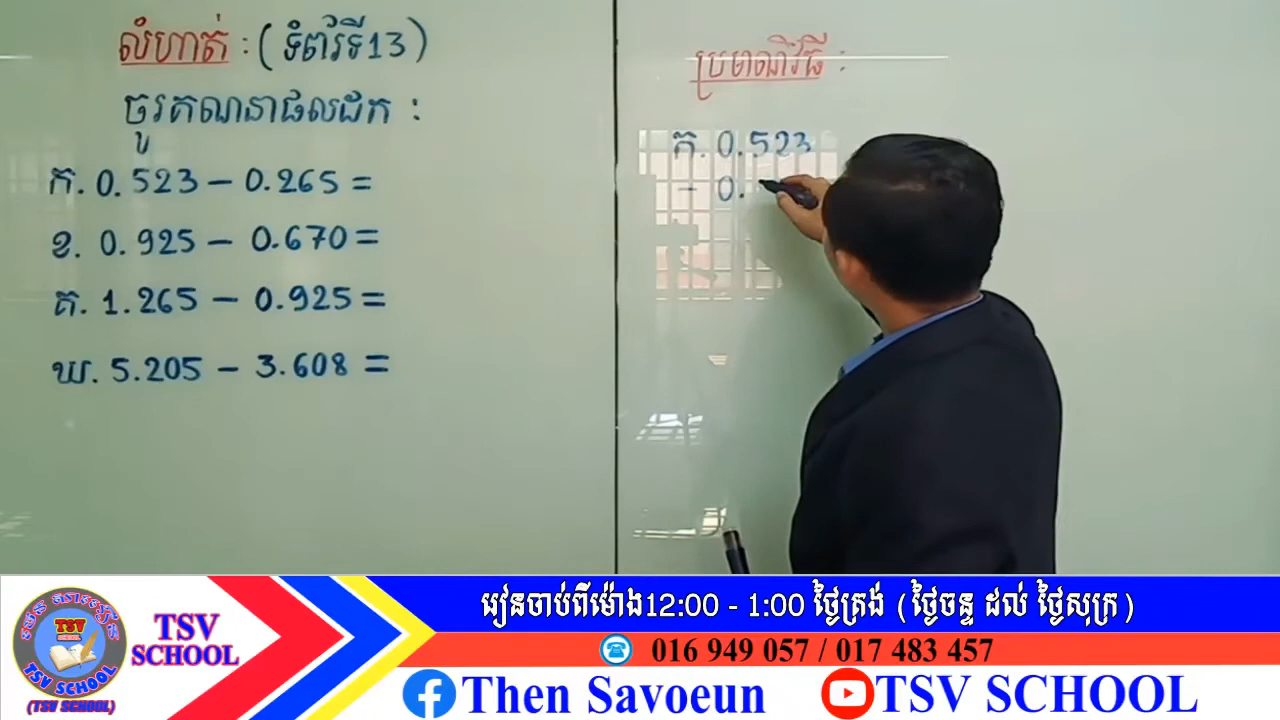 លំហាត់ : (ទំព័រទី13)
ចូរគណនាផលដក :
ក. 0.523 - 0.265 =
ខ. 0.925 - 0.670 =
គ. 1.265 - 0.925 =
ឃ. 5.205 - 3.608 =
ប្រមាណវិធី :
ក. 0.523
- 0.
TSV
SCHOOL
TSV SCHOOL
(TSV SCHOOL)
TSV
SCHOOL
រៀនចាប់ពីម៉ោង12:00 - 1:00 ថ្ងៃត្រង់ (ថ្ងៃចន្ទ ដល់ ថ្ងៃសុក្រ)
016 949 057 / 017 483 457
Then Savoeun
TSV SCHOOL